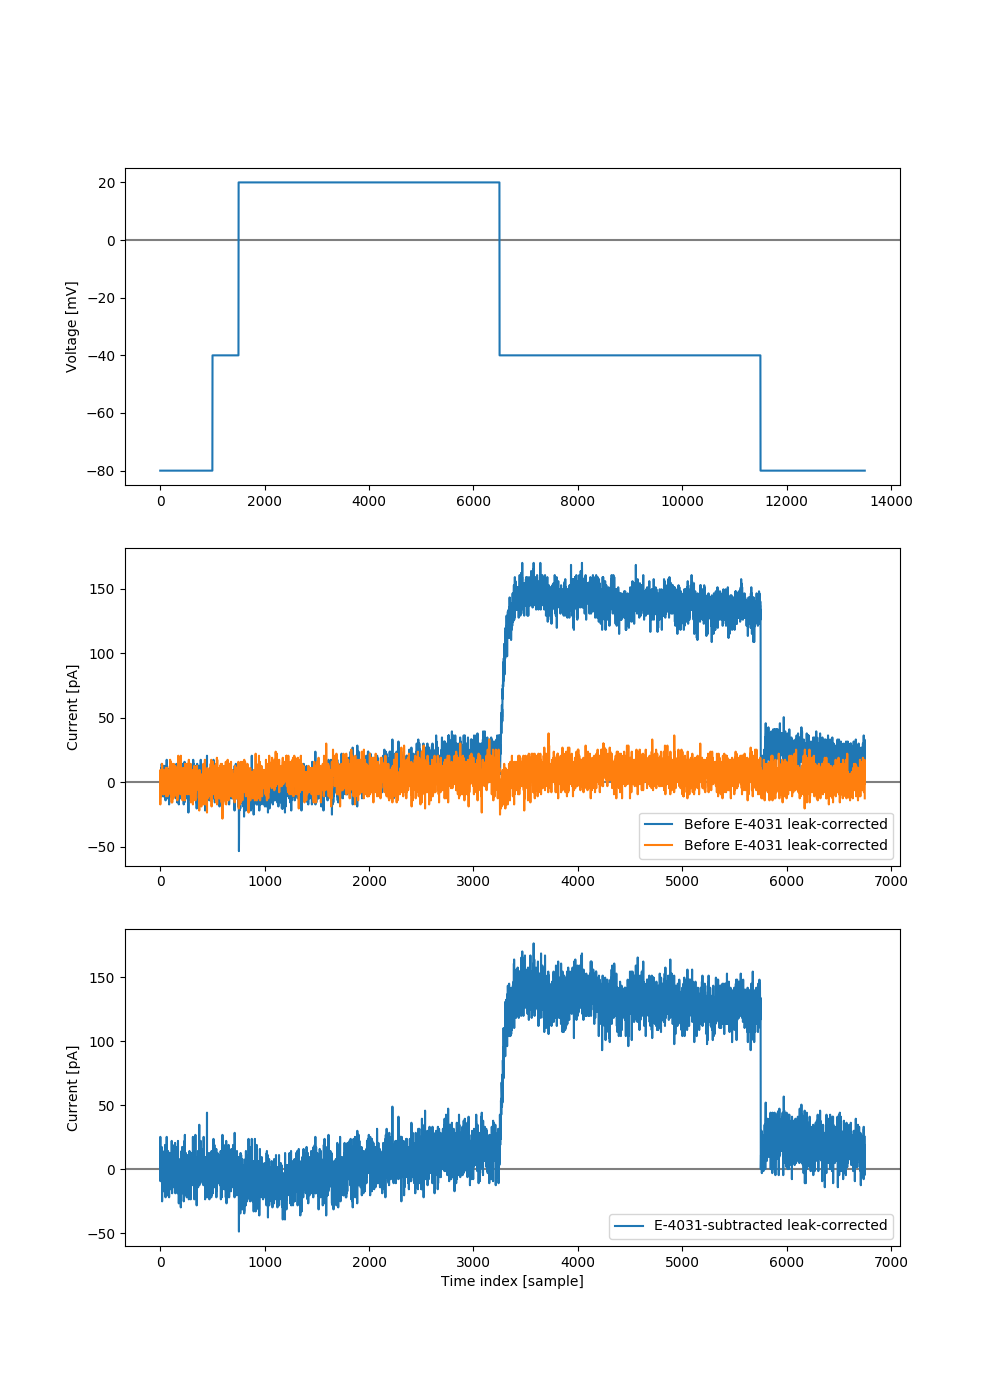 20
0
−20
−40
−60
−80
Voltage [mV]
0 2000 4000 6000 8000 10000 12000 14000
150
100
50
0
−50
Current [pA]
Before E-4031 leak-corrected
Before E-4031 leak-corrected
0 1000 2000 3000 4000 5000 6000 7000
150
100
50
0
−50
Current [pA]
E-4031-subtracted leak-corrected
0 1000 2000 3000 4000 5000 6000 7000
Time index [sample]